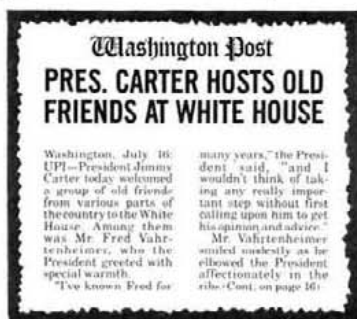 Washington Post
PRES. CARTER HOSTS OLD
FRIENDS AT WHITE HOUSE
Washington, July 16:
UPI—President Jimmy
Carter today welcomed
a group of old friends
from various parts of
the country to the White
House. Among them
was Mr. Fred Vahr-
tenheimer, who the
President greeted with
special warmth.
"I've known Fred for
many years," the Presi-
dent said, "and I
wouldn't think of tak-
ing any really impor-
tant step without first
calling upon him to get
his opinion and advice."
Mr. Vahrtenheimer
smiled modestly as he
elbowed the President
affectionately in the
ribs. (Cont. on page 16)